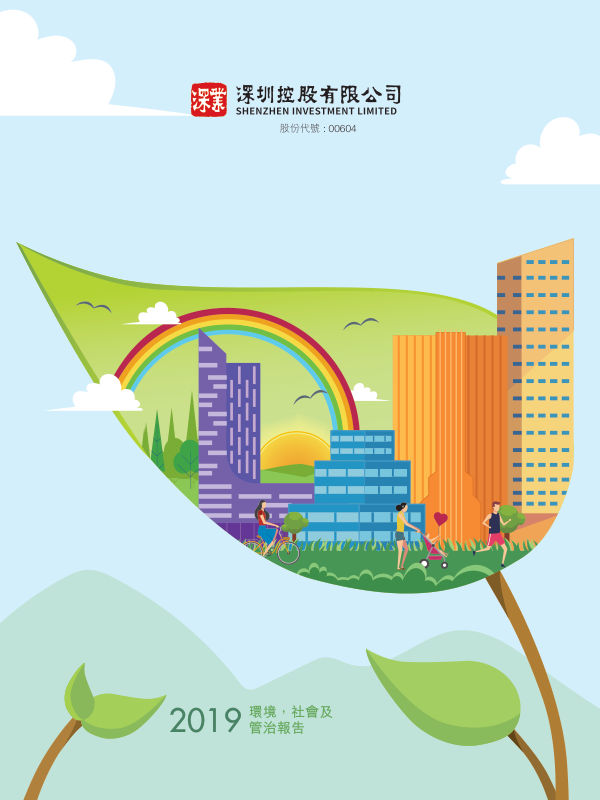 深業
深圳控股有限公司
SHENZHEN INVESTMENT LIMITED
股份代號 : 00604
2019 環境，社會及
管治報告